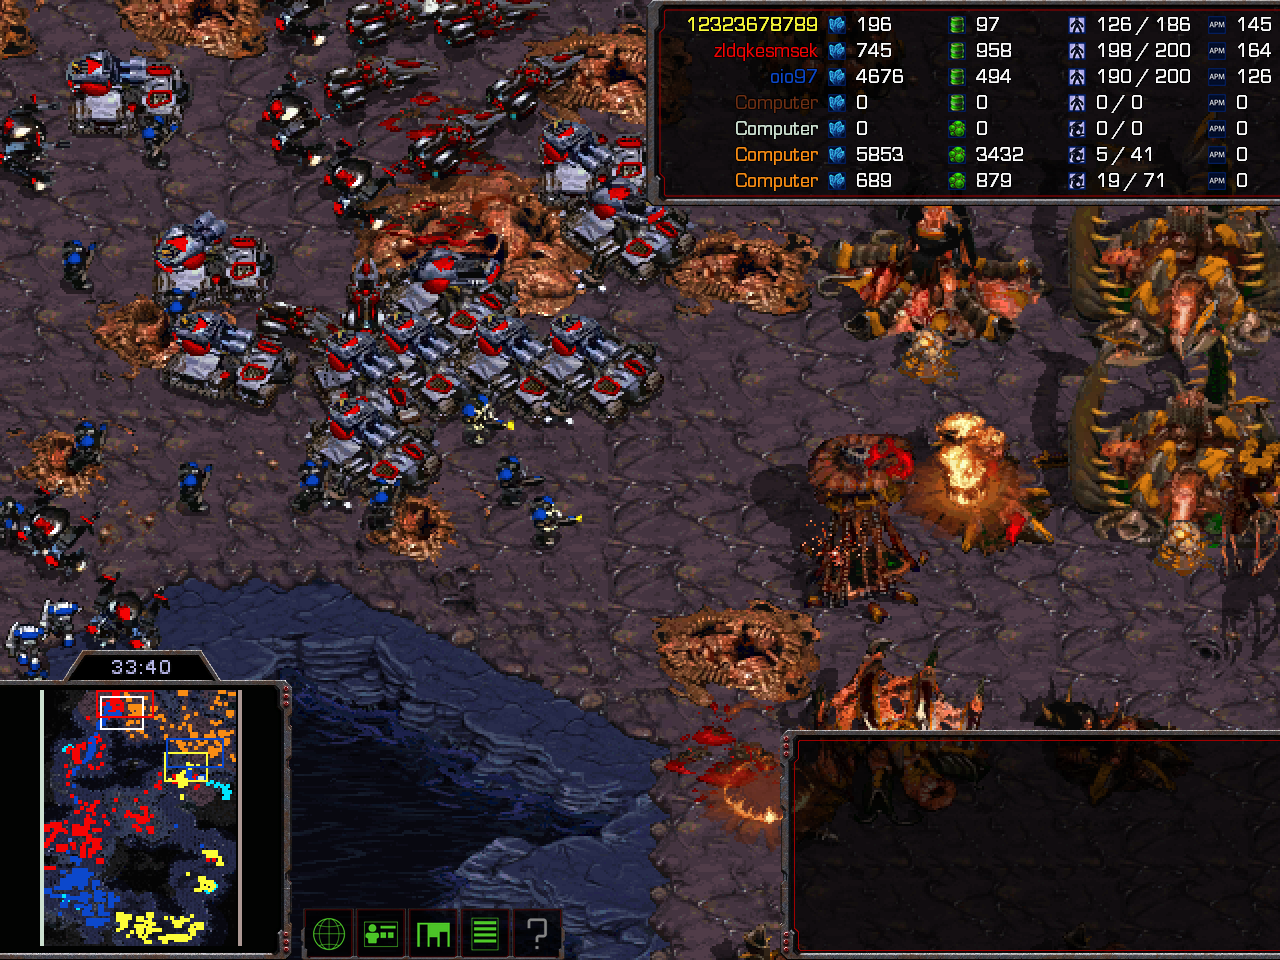 12323678789 196 97 126 / 186 APM 145
zldqkesmsek 745 958 198 / 200 APM 164
oio97 4676 494 190 / 200 APM 126
Computer 0 0 0 / 0 APM 0
Computer 0 0 0 / 0 APM 0
Computer 5853 3432 5 / 41 APM 0
Computer 689 879 19 / 71 APM 0
33:40
?